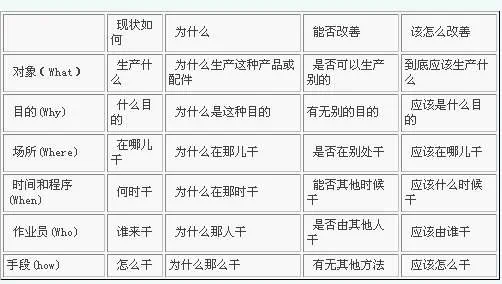 现状如何 为什么 能否改善 该怎么改善
对象(What) 生产什么 为什么生产这种产品或配件 是否可以生产别的 到底应该生产什么
目的(Why) 什么目的 为什么是这种目的 有无别的目的 应该是什么目的
场所(Where) 在哪儿干 为什么在那儿干 是否在别处干 应该在哪儿干
时间和程序(When) 何时干 为什么在那时干 能否其他时候干 应该什么时候干
作业员(Who) 谁来干 为什么那人干 是否由其他人干 应该由谁干
手段(how) 怎么干 为什么那么干 有无其他方法 应该怎么干